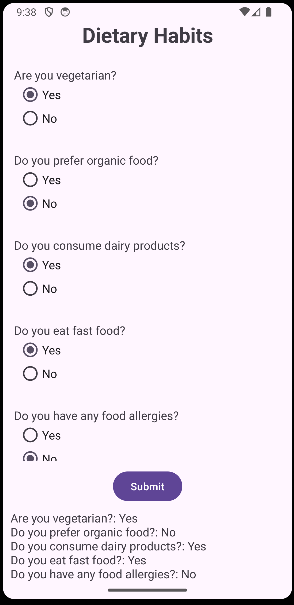 9:38
Dietary Habits
Are you vegetarian?
Yes
No
Do you prefer organic food?
Yes
No
Do you consume dairy products?
Yes
No
Do you eat fast food?
Yes
No
Do you have any food allergies?
Yes
No
Submit
Are you vegetarian?: Yes
Do you prefer organic food?: No
Do you consume dairy products?: Yes
Do you eat fast food?: Yes
Do you have any food allergies?: No